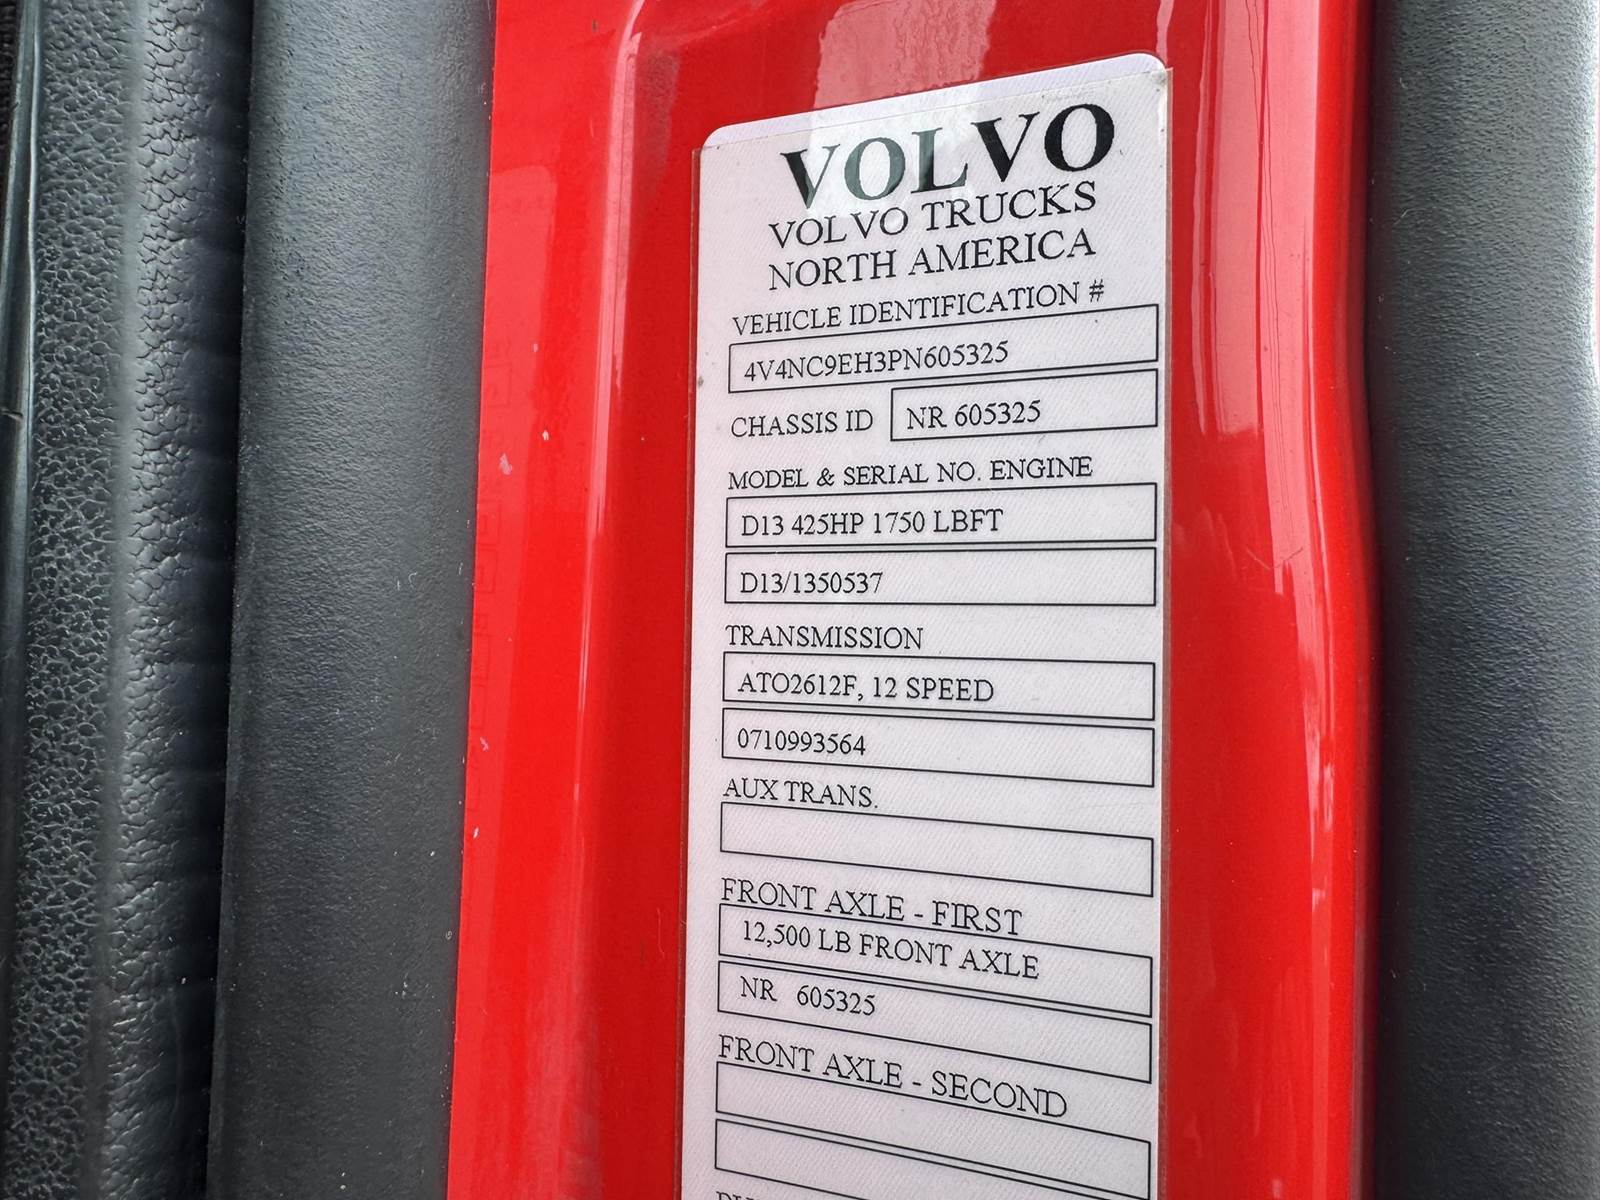 VOLVO
VOLVO TRUCKS
NORTH AMERICA
VEHICLE IDENTIFICATION #
4V4NC9EH3PN605325
CHASSIS ID NR 605325
MODEL & SERIAL NO. ENGINE
D13 425HP 1750 LBFT
D13/1350537
TRANSMISSION
ATO2612F, 12 SPEED
0710993564
AUX TRANS.
FRONT AXLE - FIRST
12,500 LB FRONT AXLE
NR 605325
FRONT AXLE - SECOND